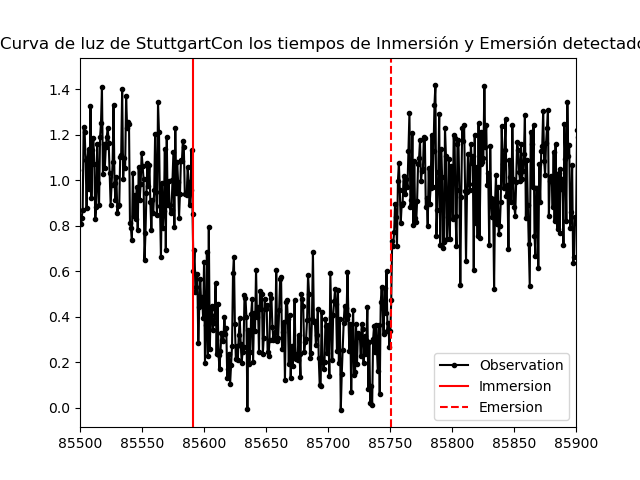 Curva de luz de StuttgartCon los tiempos de Inmersión y Emersión detectado
1.4
1.2
1.0
0.8
0.6
0.4
0.2
0.0
Observation
Immersion
Emersion
85500 85550 85600 85650 85700 85750 85800 85850 85900